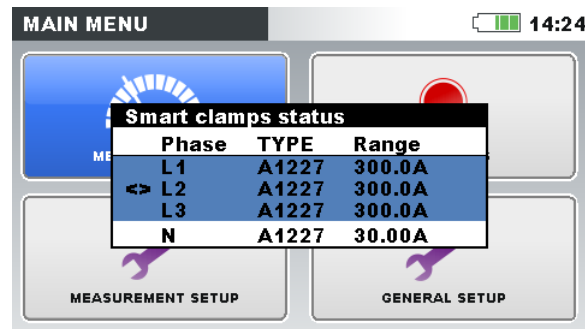 MAIN MENU 14:24
Smart clamps status
Phase TYPE Range
ME
L1 A1227 300.0A
<> L2 A1227 300.0A
L3 A1227 300.0A
N A1227 30.00A
MEASUREMENT SETUP GENERAL SETUP